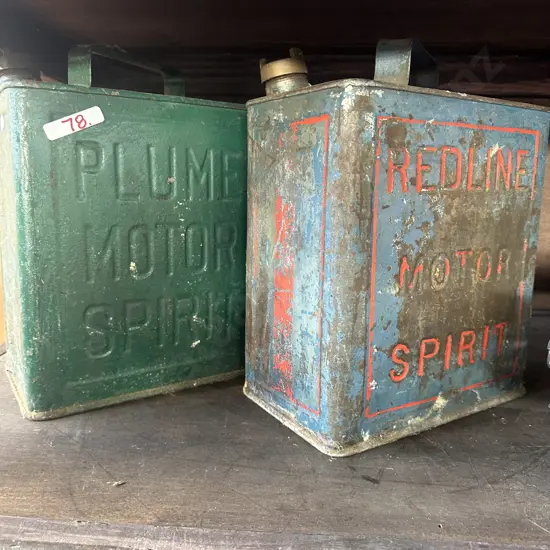 78.
PLUME
MOTOR
SPIRIT
REDLINE
MOTOR
SPIRIT